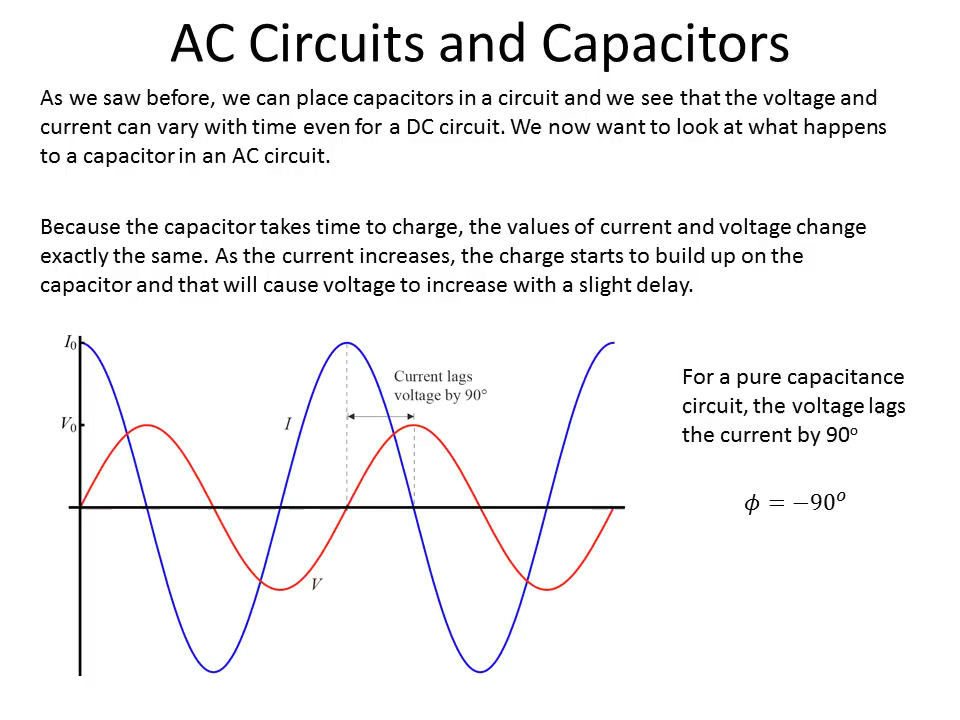 AC Circuits and Capacitors
As we saw before, we can place capacitors in a circuit and we see that the voltage and
current can vary with time even for a DC circuit. We now want to look at what happens
to a capacitor in an AC circuit.
Because the capacitor takes time to charge, the values of current and voltage change
exactly the same. As the current increases, the charge starts to build up on the
capacitor and that will cause voltage to increase with a slight delay.
I₀
Current lags
voltage by 90°
V₀
I
V
For a pure capacitance
circuit, the voltage lags
the current by 90°
ϕ = −90°